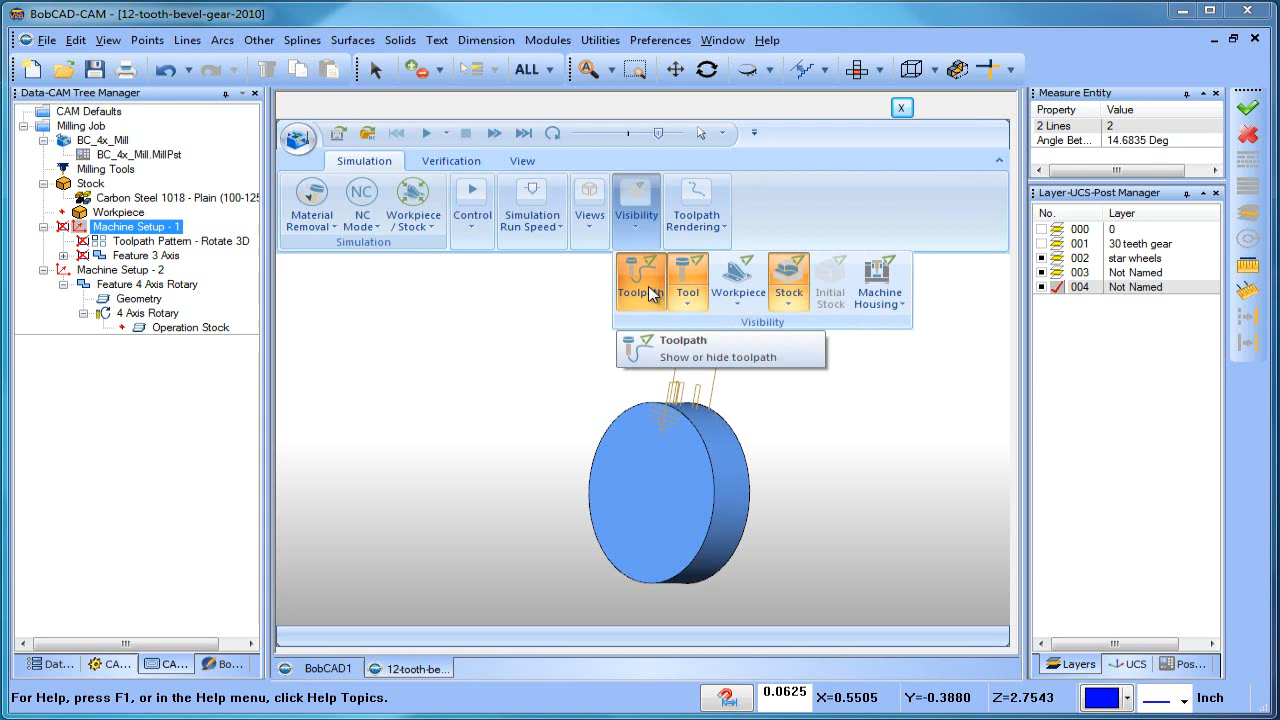 BobCAD-CAM - [12-tooth-bevel-gear-2010]
File Edit View Points Lines Arcs Other Splines Surfaces Solids Text Dimension Modules Utilities Preferences Window Help
ALL
Data-CAM Tree Manager
CAM Defaults
Milling Job
BC_4x_Mill
BC_4x_Mill.MillPst
Milling Tools
Stock
Carbon Steel 1018 - Plain (100-125
Workpiece
Machine Setup - 1
Toolpath Pattern - Rotate 3D
Feature 3 Axis
Machine Setup - 2
Feature 4 Axis Rotary
Geometry
4 Axis Rotary
Operation Stock
Dat... CA... CA... Bo...
X
Simulation Verification View
Material Removal
NC Mode
Workpiece / Stock
Control
Simulation Run Speed
Views
Visibility
Toolpath Rendering
Simulation
Toolpath
Tool
Workpiece
Stock
Initial Stock
Machine Housing
Visibility
Toolpath
Show or hide toolpath
BobCAD1 12-tooth-be...
Measure Entity
Property Value
2 Lines 2
Angle Bet... 14.6835 Deg
Layer-UCS-Post Manager
No. Layer
000 0
001 30 teeth gear
002 star wheels
003 Not Named
004 Not Named
Layers UCS Pos...
For Help, press F1, or in the Help menu, click Help Topics.
0.0625 X=0.5505 Y=-0.3880 Z=2.7543 Inch